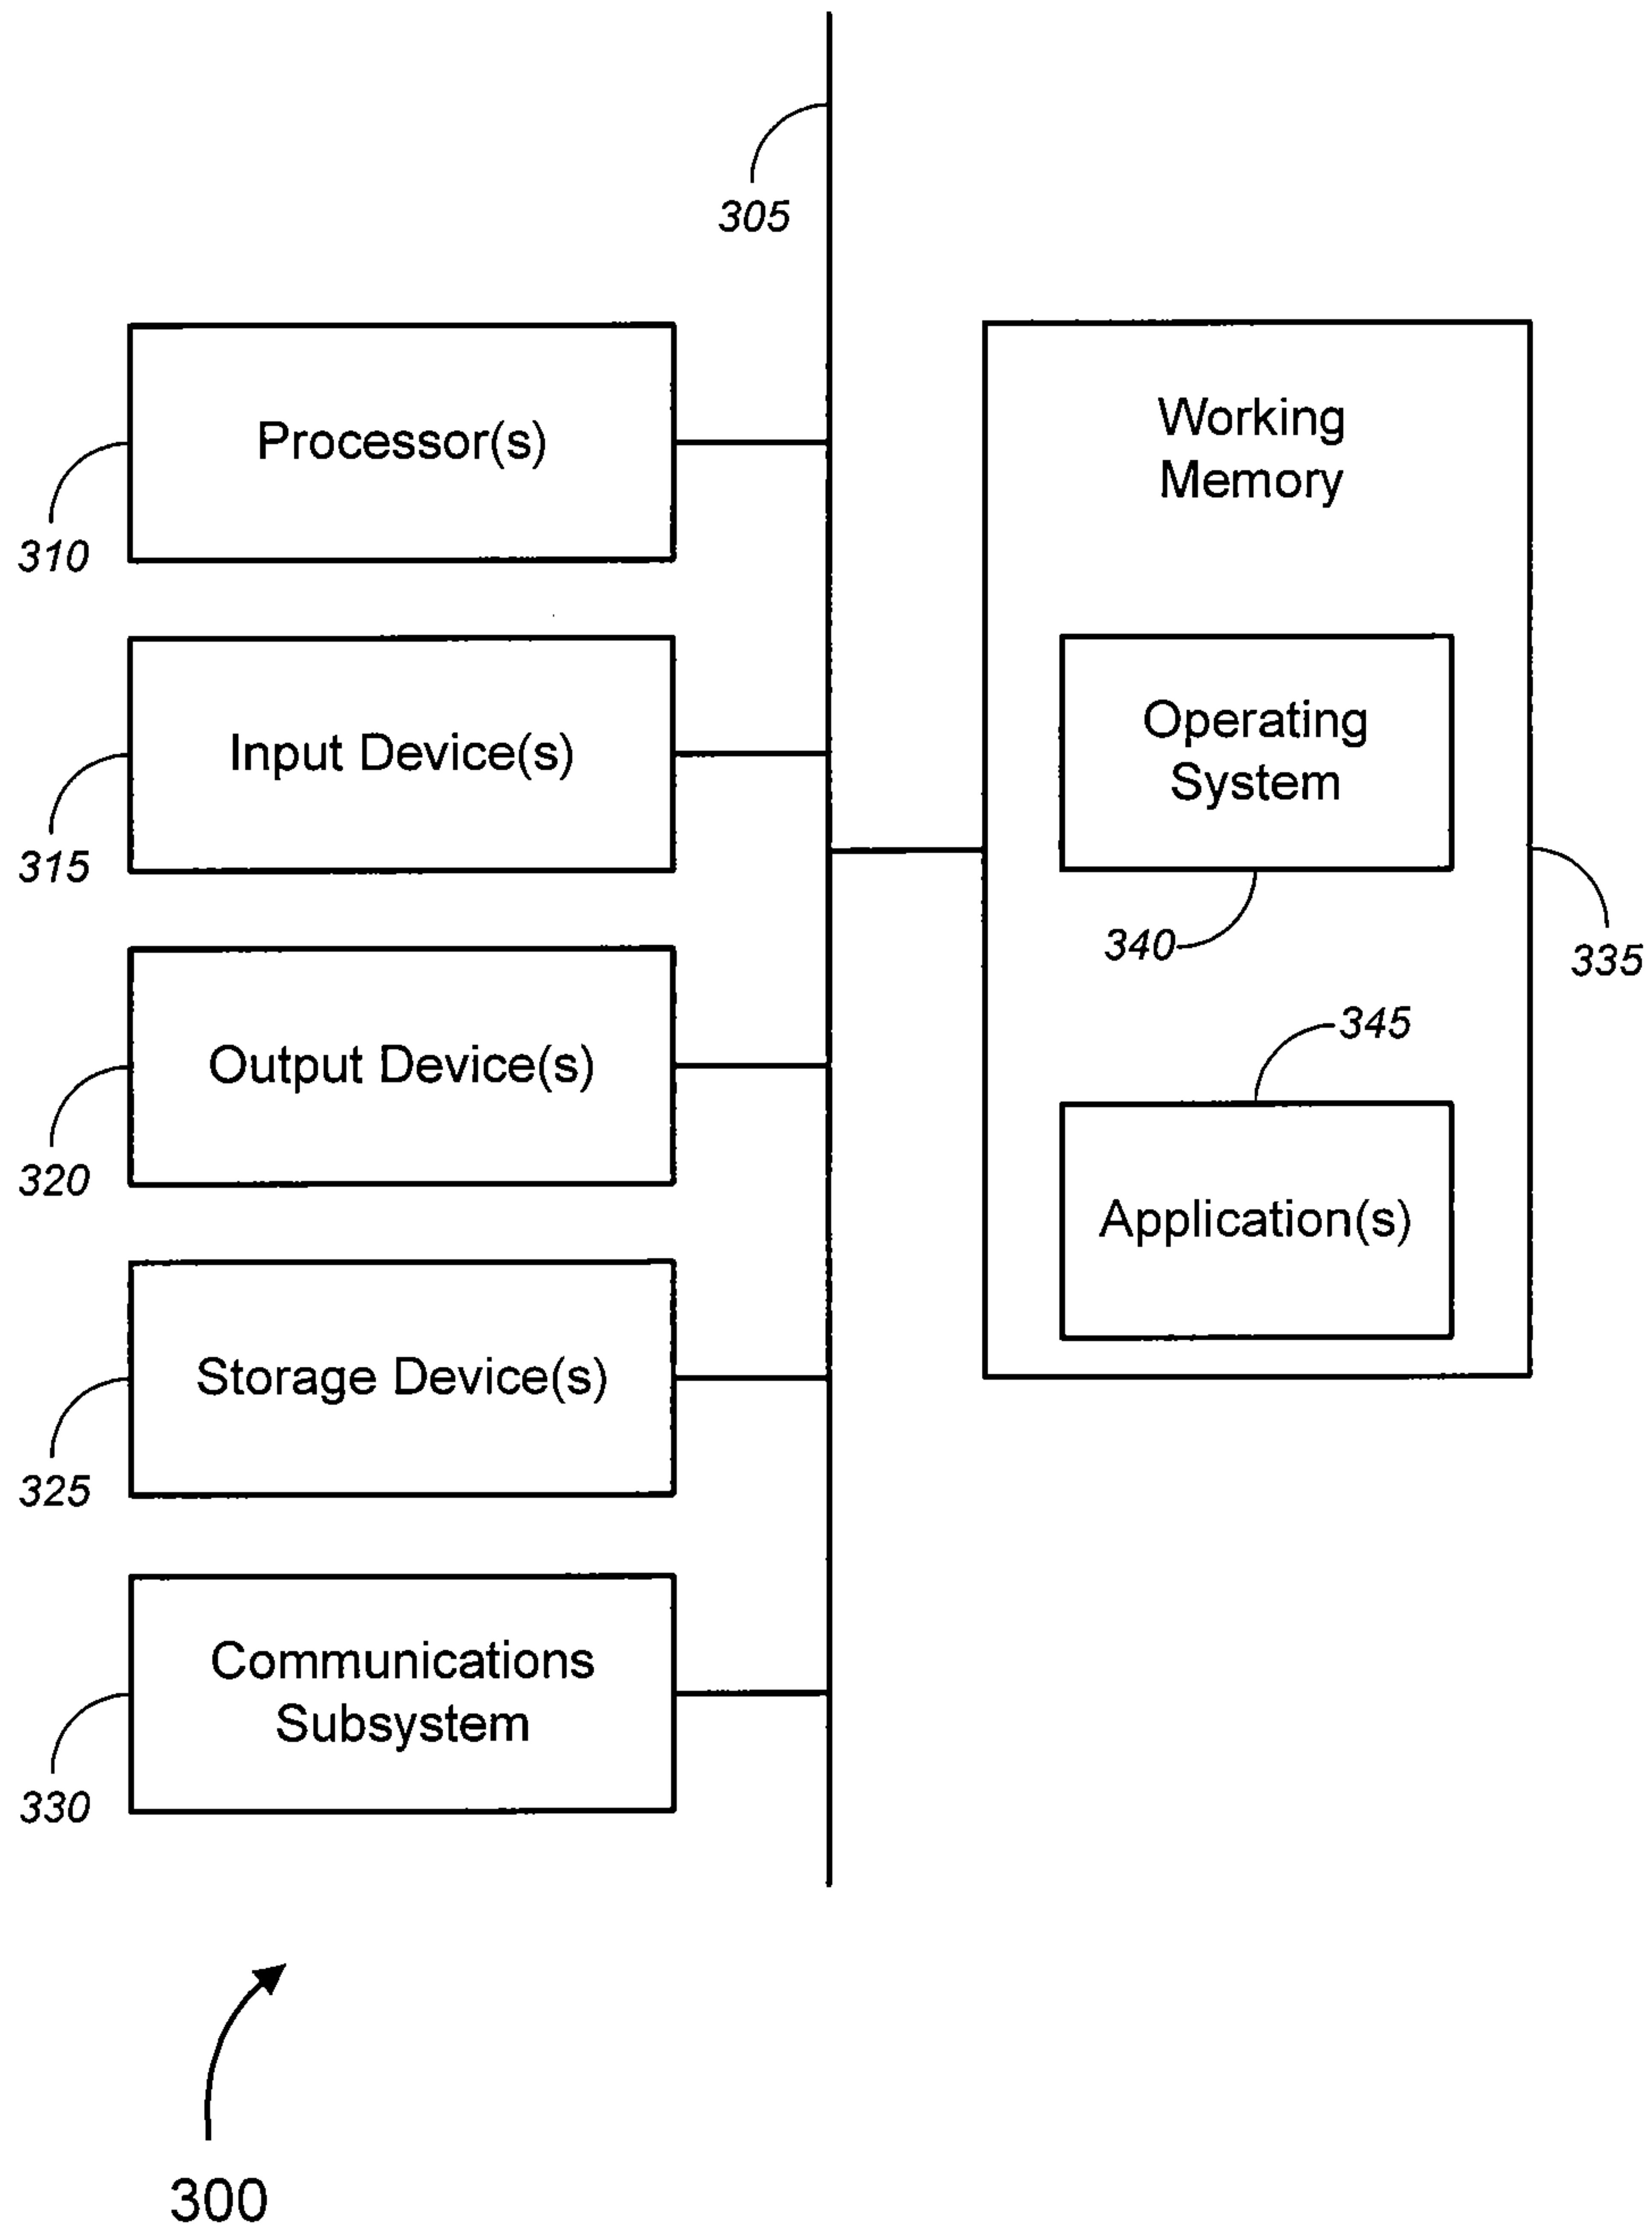 305
Processor(s)
310
Input Device(s)
315
Output Device(s)
320
Storage Device(s)
325
Communications
Subsystem
330
Working
Memory
Operating
System
340
335
345
Application(s)
300